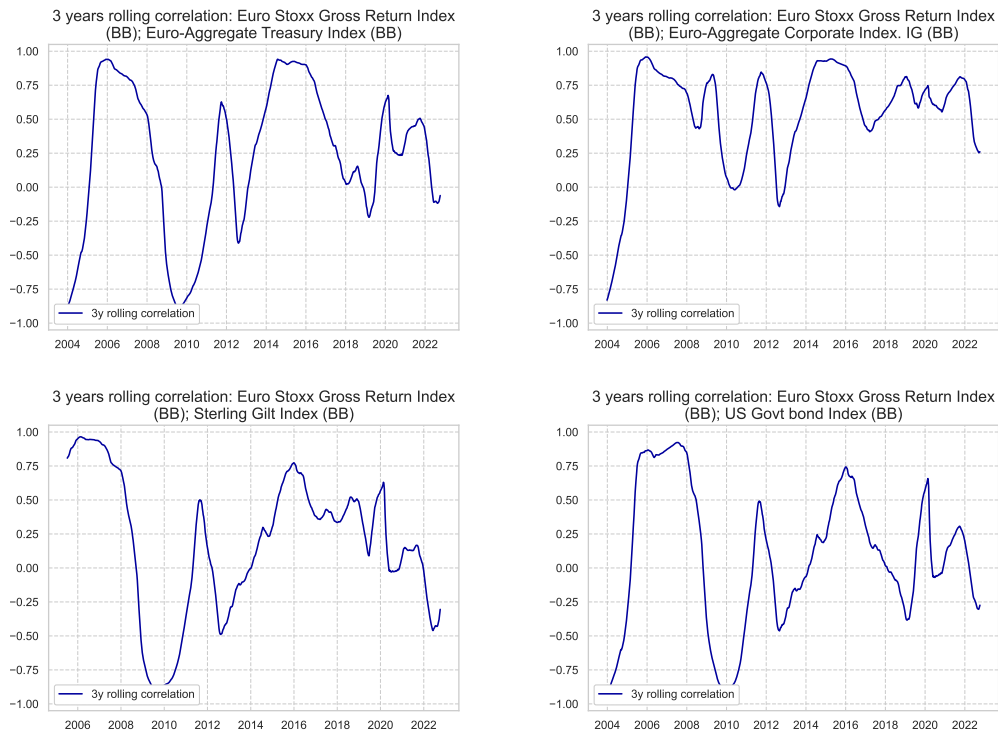 3 years rolling correlation: Euro Stoxx Gross Return Index
(BB); Euro-Aggregate Treasury Index (BB)
1.00
0.75
0.50
0.25
0.00
−0.25
−0.50
−0.75
−1.00
3y rolling correlation
2004 2006 2008 2010 2012 2014 2016 2018 2020 2022
3 years rolling correlation: Euro Stoxx Gross Return Index
(BB); Euro-Aggregate Corporate Index. IG (BB)
1.00
0.75
0.50
0.25
0.00
−0.25
−0.50
−0.75
−1.00
3y rolling correlation
2004 2006 2008 2010 2012 2014 2016 2018 2020 2022
3 years rolling correlation: Euro Stoxx Gross Return Index
(BB); Sterling Gilt Index (BB)
1.00
0.75
0.50
0.25
0.00
−0.25
−0.50
−0.75
−1.00
3y rolling correlation
2006 2008 2010 2012 2014 2016 2018 2020 2022
3 years rolling correlation: Euro Stoxx Gross Return Index
(BB); US Govt bond Index (BB)
1.00
0.75
0.50
0.25
0.00
−0.25
−0.50
−0.75
−1.00
3y rolling correlation
2004 2006 2008 2010 2012 2014 2016 2018 2020 2022